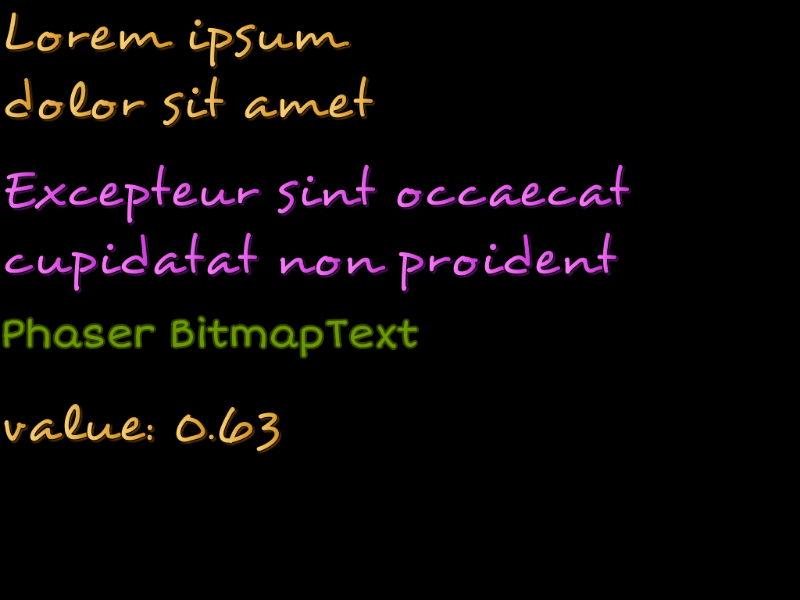 Lorem ipsum
dolor sit amet
Excepteur sint occaecat
cupidatat non proident
Phaser BitmapText
value: 0.63